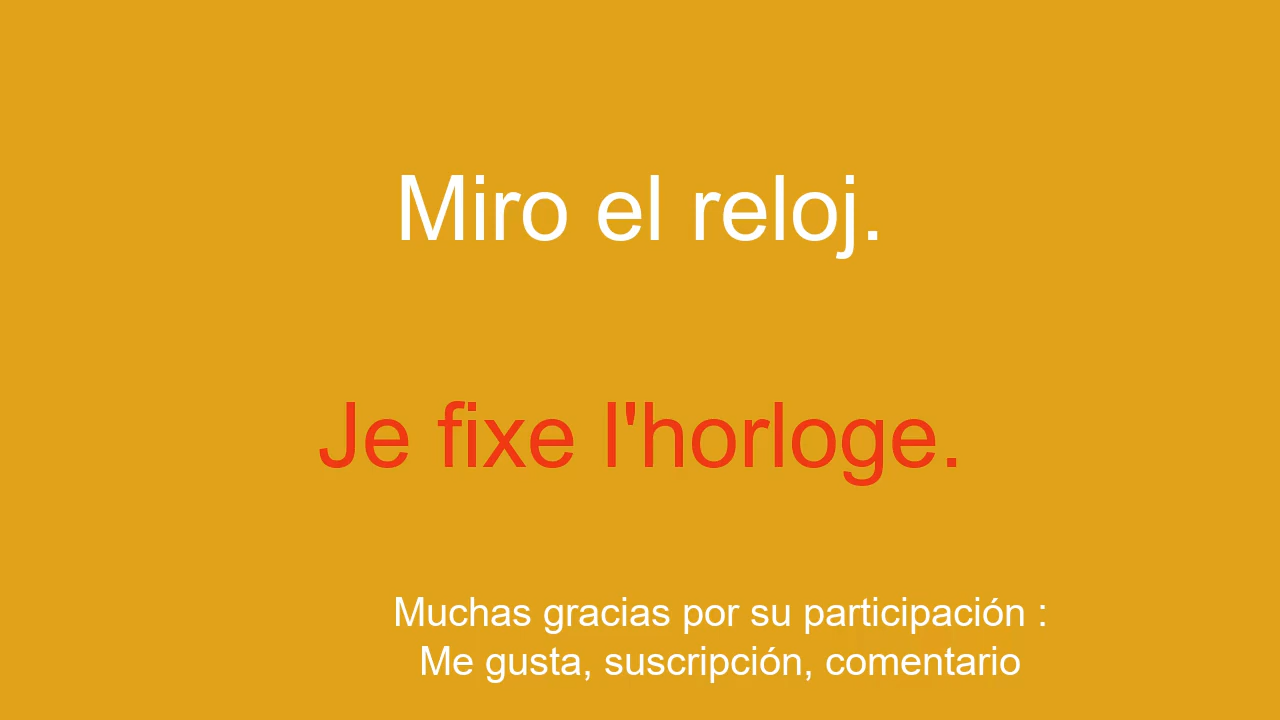 Miro el reloj.
Je fixe l'horloge.
Muchas gracias por su participación :
Me gusta, suscripción, comentario